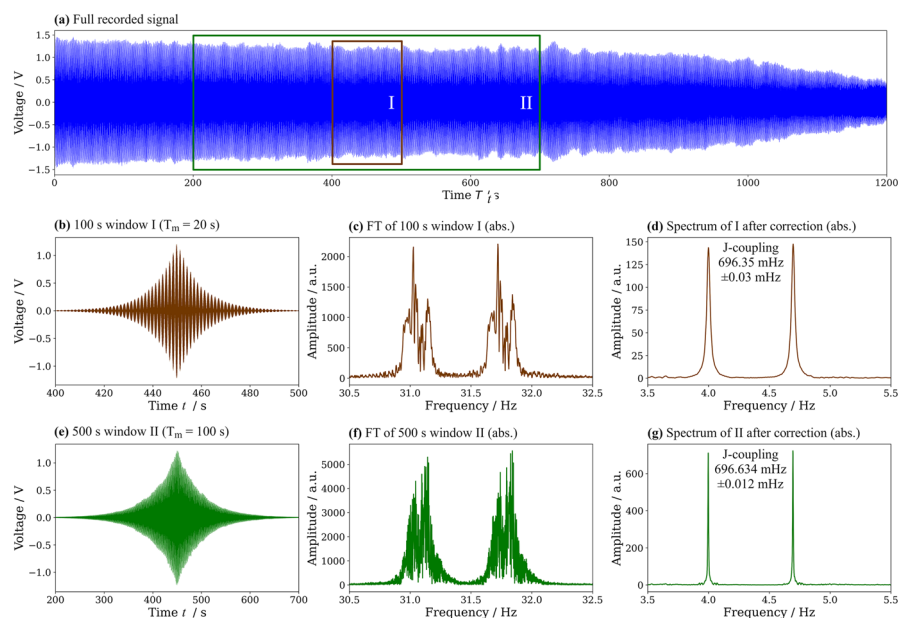 (a) Full recorded signal
1.5
1.0
0.5
0.0
−0.5
−1.0
−1.5
Voltage / V
I
II
0 200 400 600 800 1000 1200
Time T
(b) 100 s window I (Tm = 20 s)
1.0
0.5
0.0
−0.5
−1.0
Voltage / V
400 420 440 460 480 500
Time t / s
(c) FT of 100 s window I (abs.)
2000
1500
1000
500
0
Amplitude / a.u.
30.5 31.0 31.5 32.0 32.5
Frequency / Hz
(d) Spectrum of I after correction (abs.)
150
125
100
75
50
25
0
Amplitude / a.u.
J-coupling
696.35 mHz
±0.03 mHz
3.5 4.0 4.5 5.0 5.5
Frequency / Hz
(e) 500 s window II (Tm = 100 s)
1.0
0.5
0.0
−0.5
−1.0
Voltage / V
200 300 400 500 600 700
Time t / s
(f) FT of 500 s window II (abs.)
5000
4000
3000
2000
1000
0
Amplitude / a.u.
30.5 31.0 31.5 32.0 32.5
Frequency / Hz
(g) Spectrum of II after correction (abs.)
600
400
200
0
Amplitude / a.u.
J-coupling
696.634 mHz
±0.012 mHz
3.5 4.0 4.5 5.0 5.5
Frequency / Hz